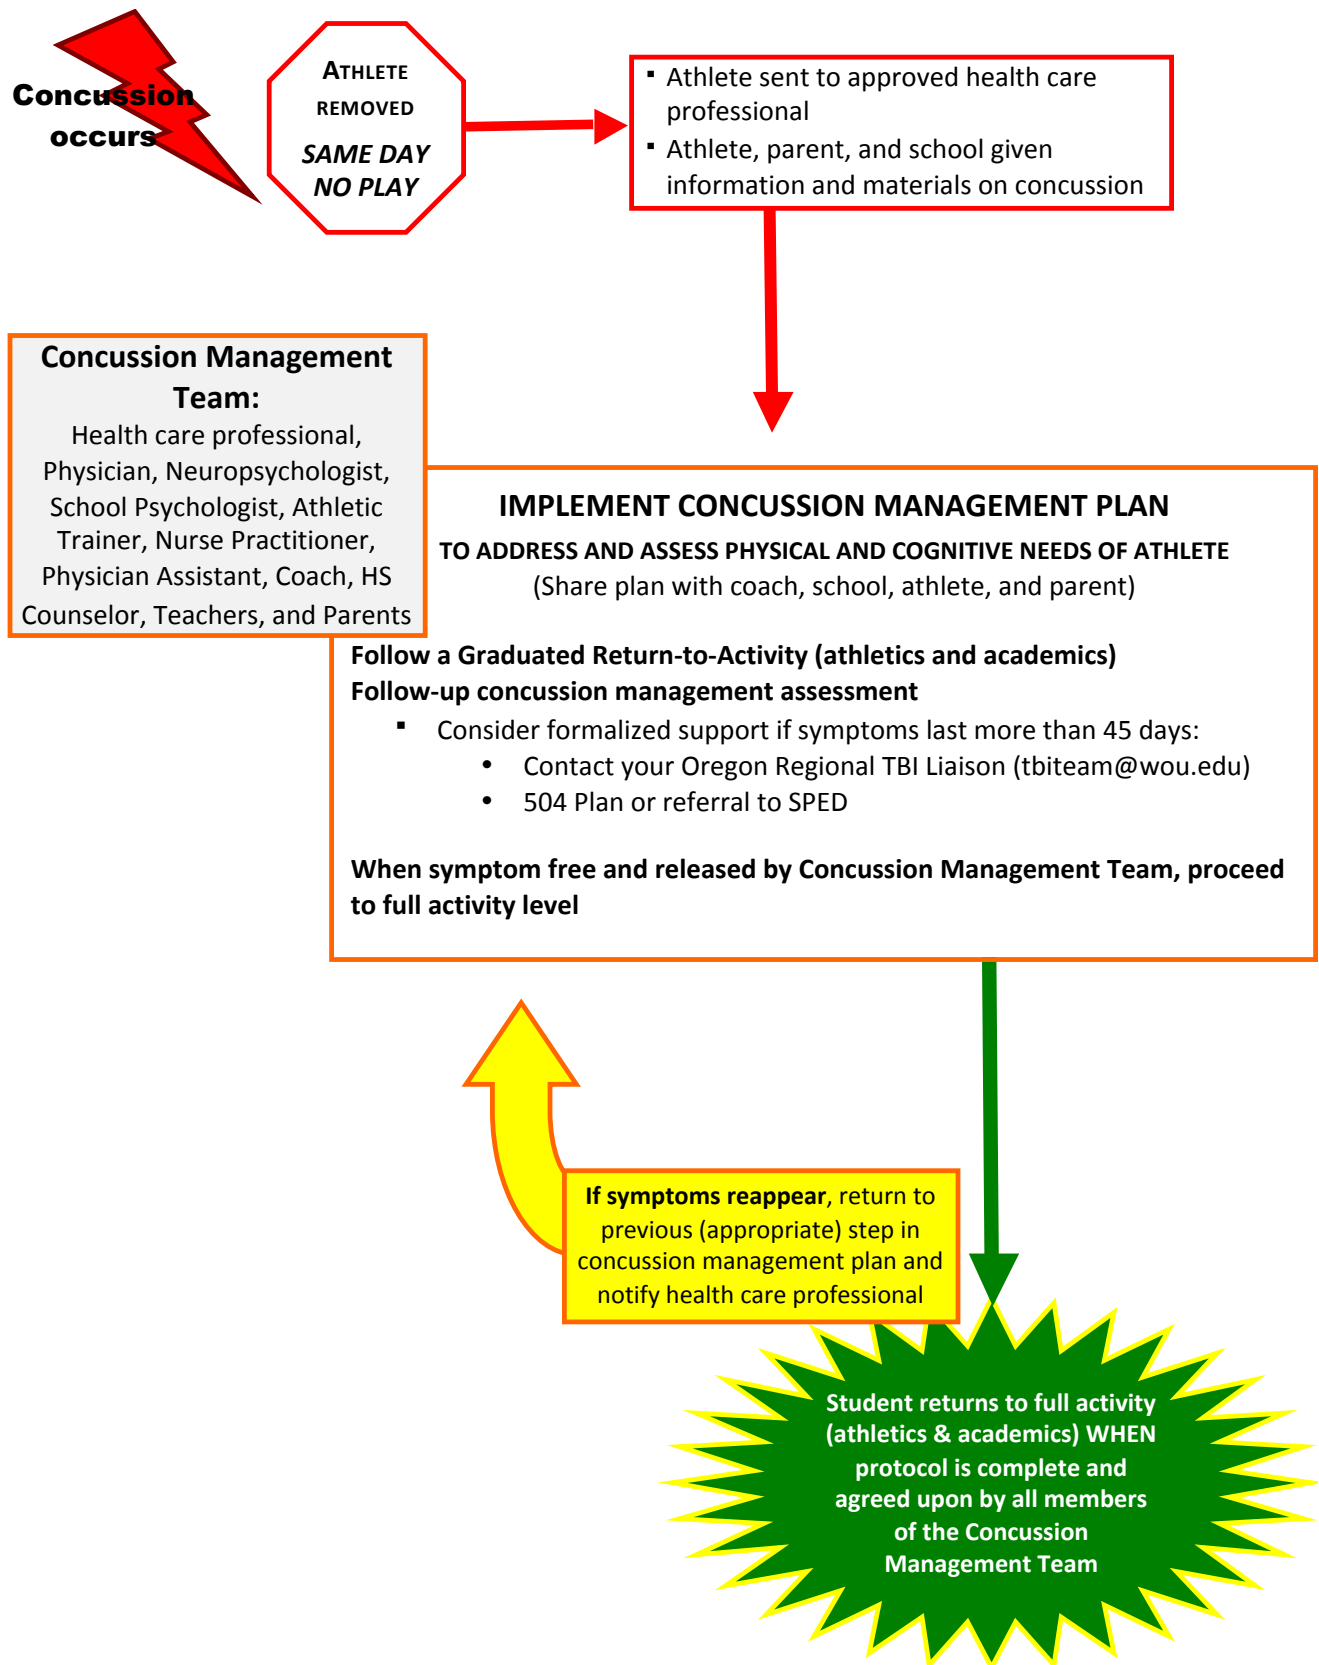 Concussion
occurs
ATHLETE
REMOVED
SAME DAY
NO PLAY
▪ Athlete sent to approved health care
professional
▪ Athlete, parent, and school given
information and materials on concussion
Concussion Management
Team:
Health care professional,
Physician, Neuropsychologist,
School Psychologist, Athletic
Trainer, Nurse Practitioner,
Physician Assistant, Coach, HS
Counselor, Teachers, and Parents
IMPLEMENT CONCUSSION MANAGEMENT PLAN
TO ADDRESS AND ASSESS PHYSICAL AND COGNITIVE NEEDS OF ATHLETE
(Share plan with coach, school, athlete, and parent)
Follow a Graduated Return-to-Activity (athletics and academics)
Follow-up concussion management assessment
▪ Consider formalized support if symptoms last more than 45 days:
• Contact your Oregon Regional TBI Liaison (tbiteam@wou.edu)
• 504 Plan or referral to SPED
When symptom free and released by Concussion Management Team, proceed
to full activity level
If symptoms reappear, return to
previous (appropriate) step in
concussion management plan and
notify health care professional
Student returns to full activity
(athletics & academics) WHEN
protocol is complete and
agreed upon by all members
of the Concussion
Management Team